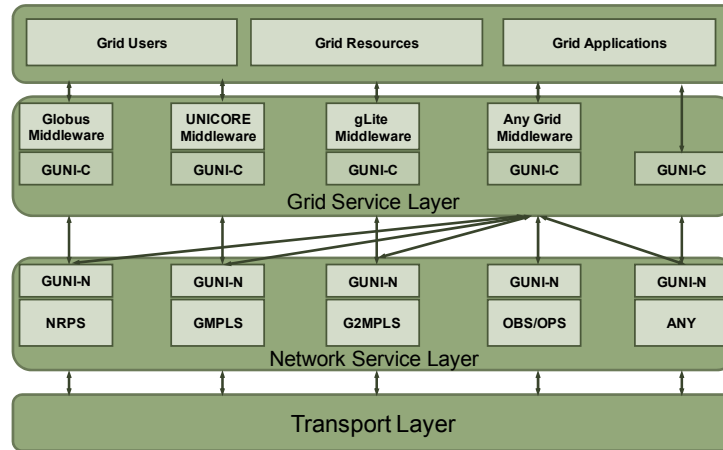 Grid Users
Grid Resources
Grid Applications
Globus
Middleware
UNICORE
Middleware
gLite
Middleware
Any Grid
Middleware
GUNI-C
GUNI-C
GUNI-C
GUNI-C
GUNI-C
Grid Service Layer
GUNI-N
GUNI-N
GUNI-N
GUNI-N
GUNI-N
NRPS
GMPLS
G2MPLS
OBS/OPS
ANY
Network Service Layer
Transport Layer